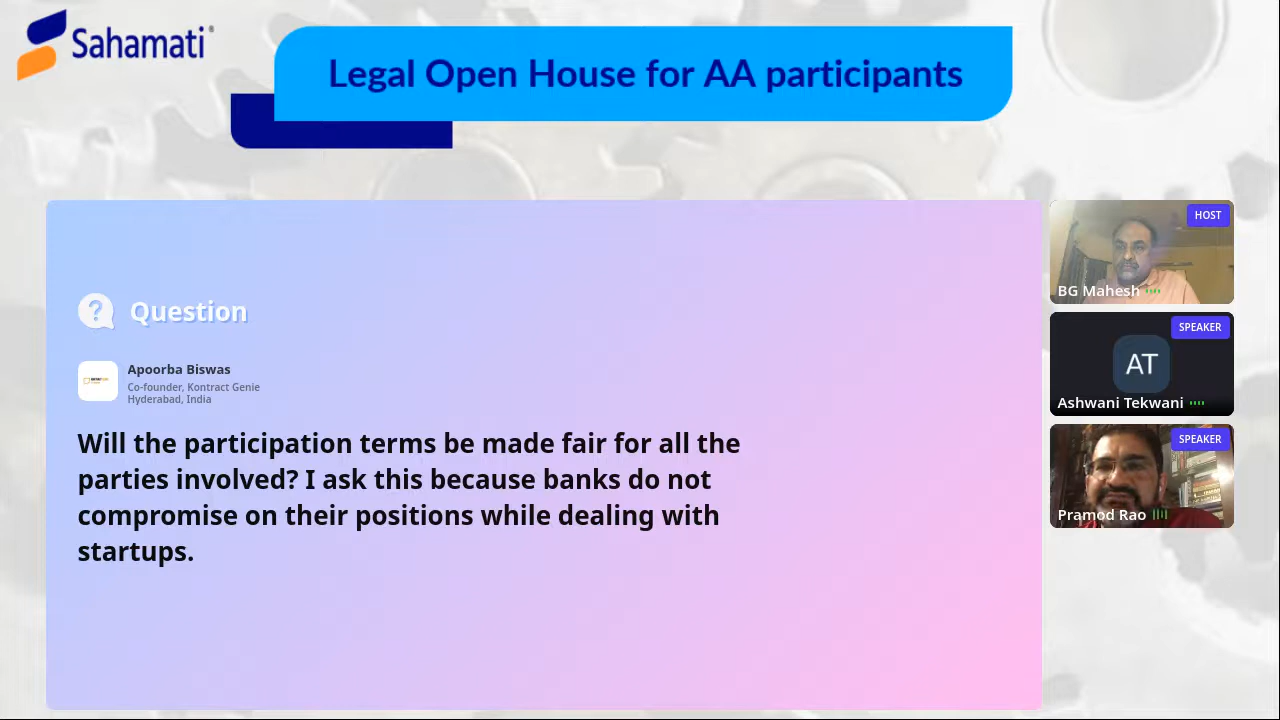 Sahamati
Legal Open House for AA participants
Question
Apoorba Biswas
Co-founder, Kontract Genie
Hyderabad, India
Will the participation terms be made fair for all the
parties involved? I ask this because banks do not
compromise on their positions while dealing with
startups.
HOST
BG Mahesh
SPEAKER
AT
Ashwani Tekwani
SPEAKER
Pramod Rao